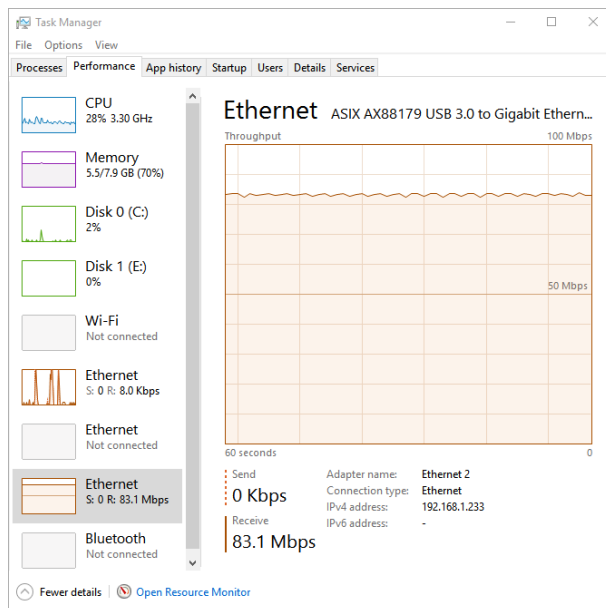 Task Manager
File Options View
Processes Performance App history Startup Users Details Services
CPU
28% 3.30 GHz
Memory
5.5/7.9 GB (70%)
Disk 0 (C:)
2%
Disk 1 (E:)
0%
Wi-Fi
Not connected
Ethernet
S: 0 R: 8.0 Kbps
Ethernet
Not connected
Ethernet
S: 0 R: 83.1 Mbps
Bluetooth
Not connected
Ethernet ASIX AX88179 USB 3.0 to Gigabit Ethern...
Throughput 100 Mbps
50 Mbps
60 seconds 0
Send
0 Kbps
Receive
83.1 Mbps
Adapter name: Ethernet 2
Connection type: Ethernet
IPv4 address: 192.168.1.233
IPv6 address: -
Fewer details Open Resource Monitor